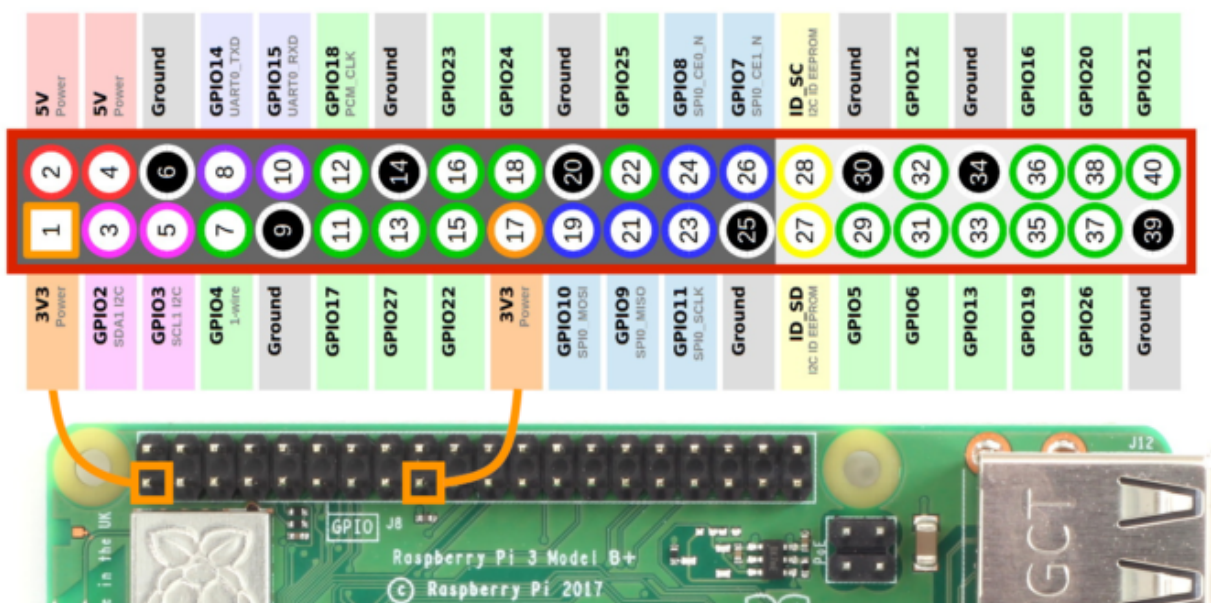 5V
Power
5V
Power
Ground
GPIO14
UART0_TXD
GPIO15
UART0_RXD
GPIO18
PCM_CLK
Ground
GPIO23
GPIO24
Ground
GPIO25
GPIO8
SPI0_CE0_N
GPIO7
SPI0_CE1_N
ID_SC
I2C ID EEPROM
Ground
GPIO12
Ground
GPIO16
GPIO20
GPIO21
2 4 6 8 10 12 14 16 18 20 22 24 26 28 30 32 34 36 38 40
1 3 5 7 9 11 13 15 17 19 21 23 25 27 29 31 33 35 37 39
3V3
Power
GPIO2
SDA1 I2C
GPIO3
SCL1 I2C
GPIO4
1-wire
Ground
GPIO17
GPIO27
GPIO22
3V3
Power
GPIO10
SPI0_MOSI
GPIO9
SPI0_MISO
GPIO11
SPI0_SCLK
Ground
ID_SD
I2C ID EEPROM
GPIO5
GPIO6
GPIO13
GPIO19
GPIO26
Ground
J12
GPIO J8
Raspberry Pi 3 Model B+
© Raspberry Pi 2017
PoE
GCT
in the UK